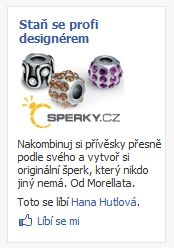 Staň se profi
designérem
SPERKY.CZ
Nakombinuj si přívěsky přesně
podle svého a vytvoř si
originální šperk, který nikdo
jiný nemá. Od Morellata.
Toto se líbí Hana Hutlová.
Líbí se mi